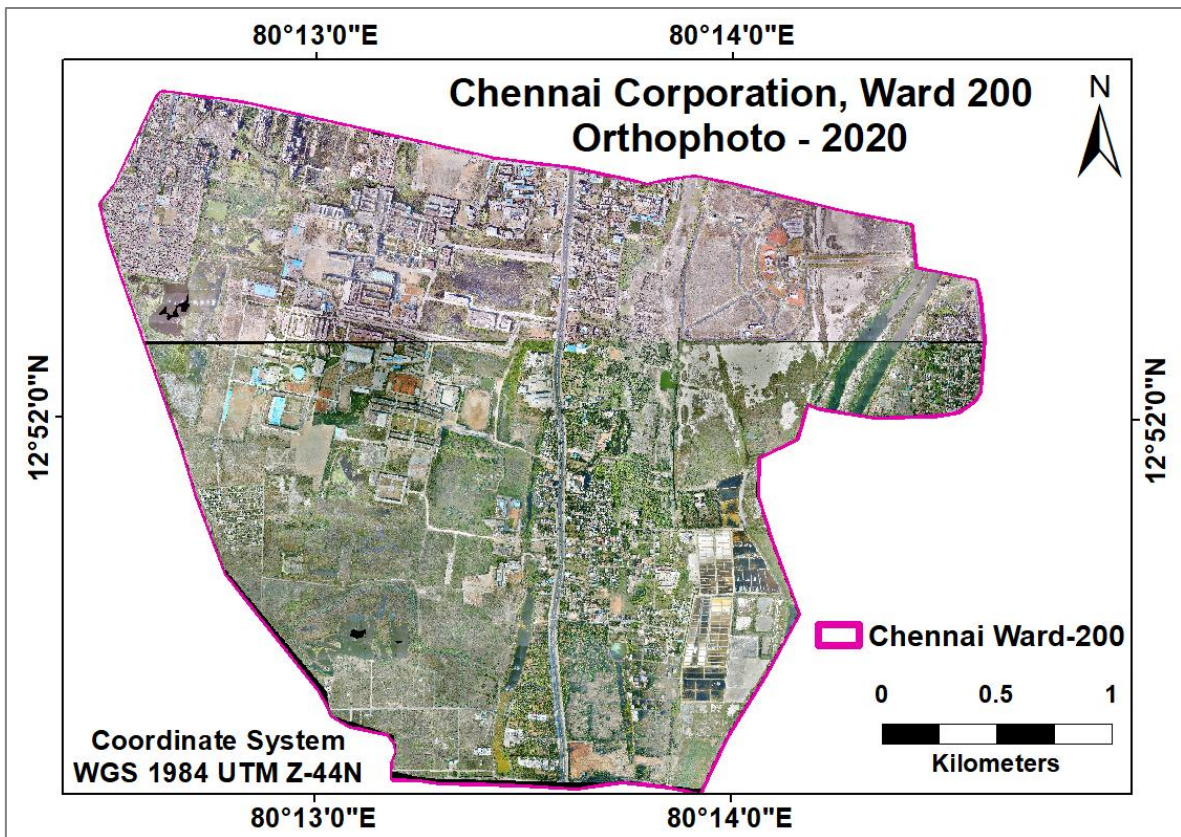 80°13'0"E
80°14'0"E
Chennai Corporation, Ward 200
Orthophoto - 2020
N
12°52'0"N
12°52'0"N
Chennai Ward-200
0 0.5 1
Kilometers
Coordinate System
WGS 1984 UTM Z-44N
80°13'0"E
80°14'0"E